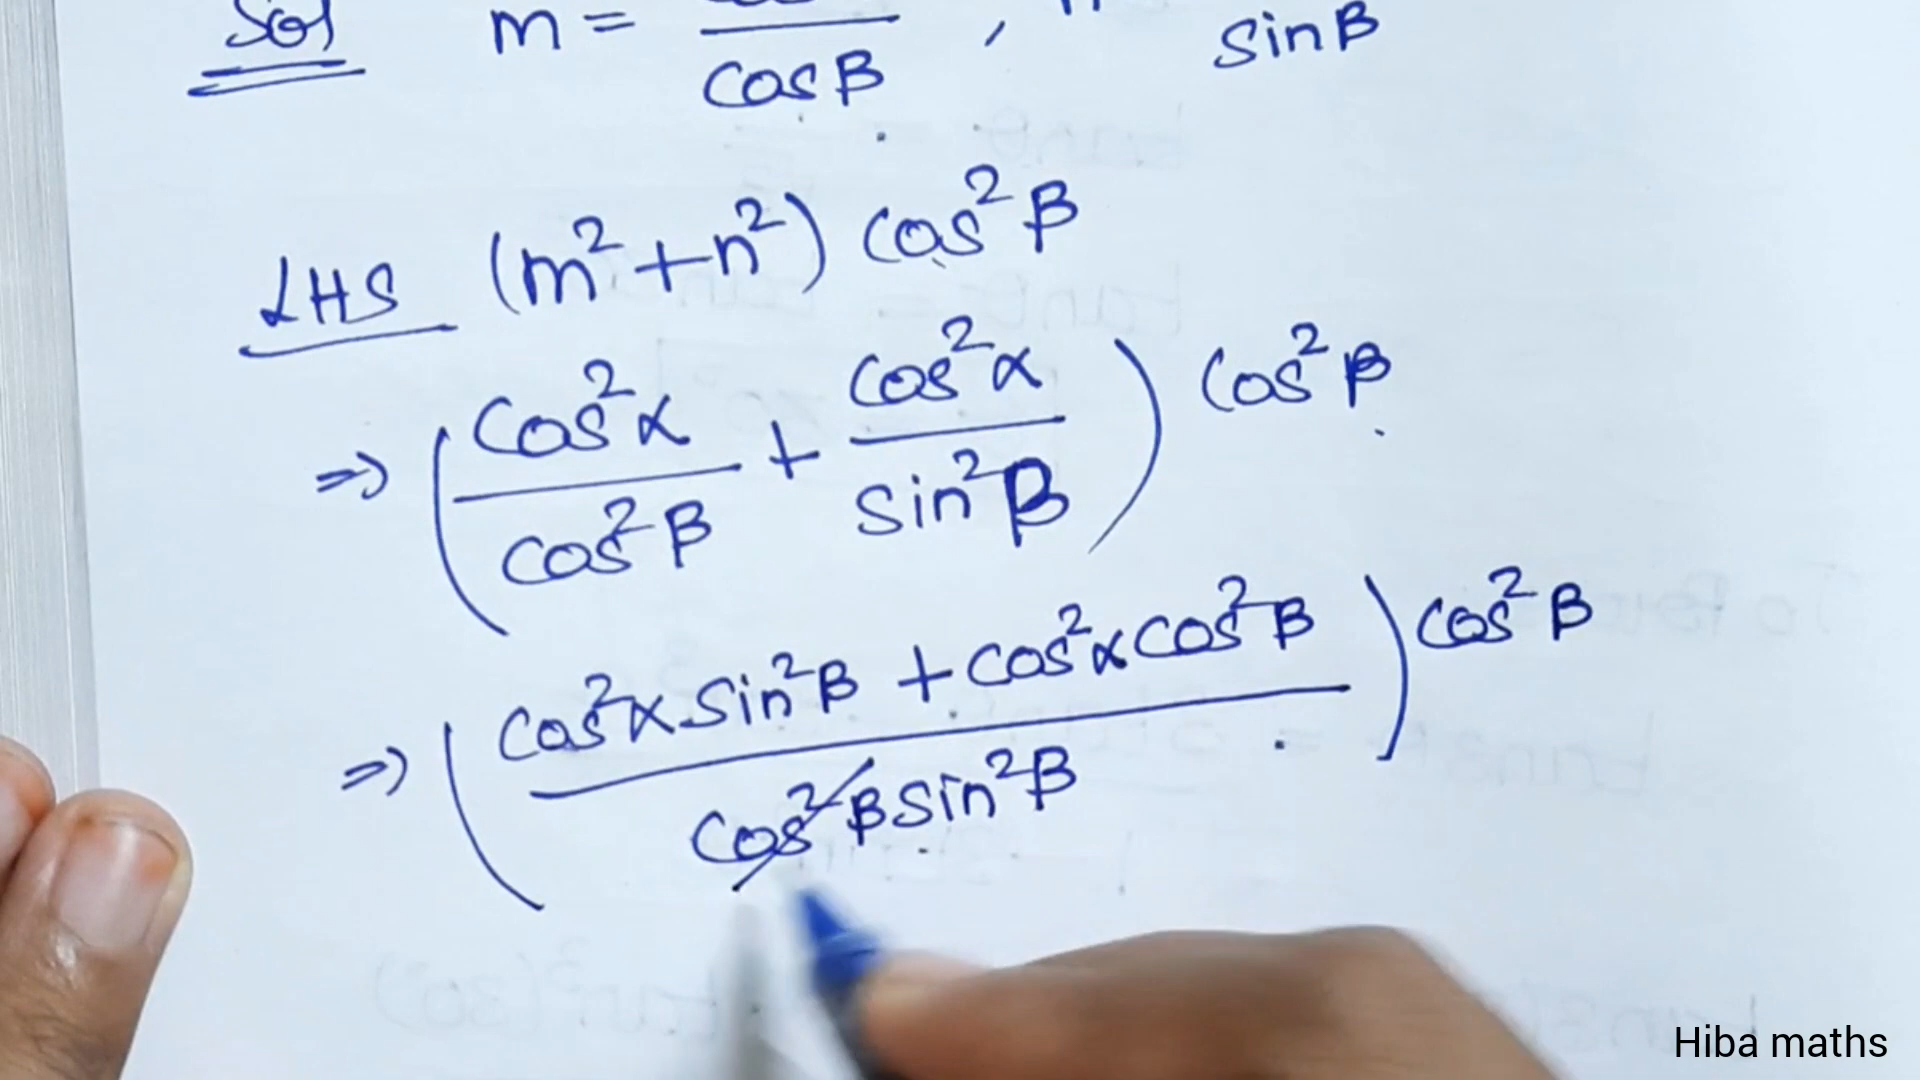 Sol m = / cosβ , sinβ
LHS (m²+n²) cos²β
⇒ (cos²α / cos²β + cos²α / sin²β) cos²β
⇒ (cos²α sin²β + cos²α cos²β / cos²β sin²β) cos²β
Hiba maths